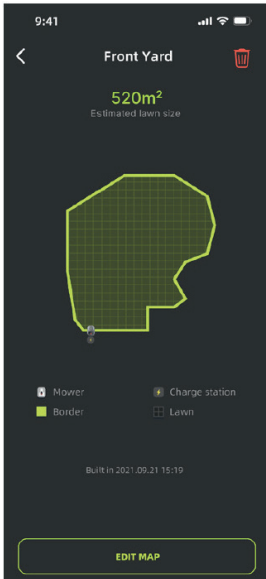 9:41
Front Yard
520m²
Estimated lawn size
Mower
Charge station
Border
Lawn
Built in 2021.09.21 15:19
EDIT MAP